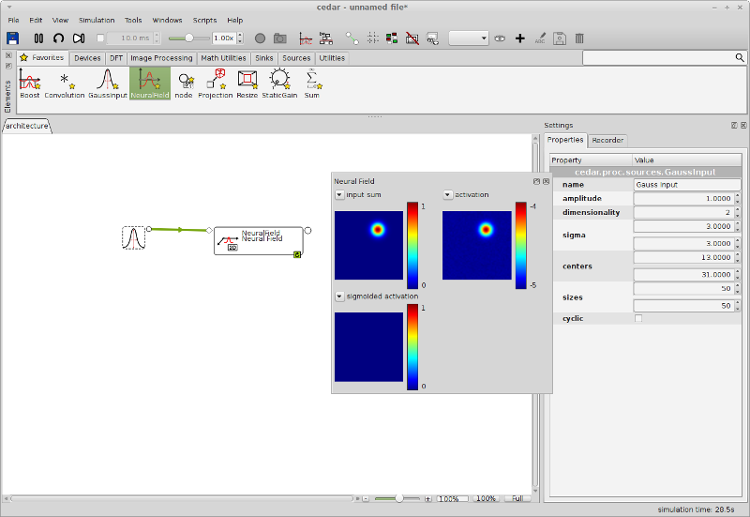 cedar - unnamed file*
File Edit View Simulation Tools Windows Scripts Help
10.0 ms 1.00x
Elements
Favorites Devices DFT Image Processing Math Utilities Sinks Sources Utilities
Boost Convolution GaussInput NeuralField node Projection Resize StaticGain Sum
architecture
NeuralField
Neural Field
2D
Neural Field
input sum
1
0
activation
-4
-5
sigmoided activation
1
0
Settings
Properties Recorder
Property Value
cedar.proc.sources.GaussInput
name Gauss Input
amplitude 1.0000
dimensionality 2
sigma 3.0000
3.0000
centers 13.0000
31.0000
sizes 50
50
cyclic
100% 100% Full
simulation time: 28.5s